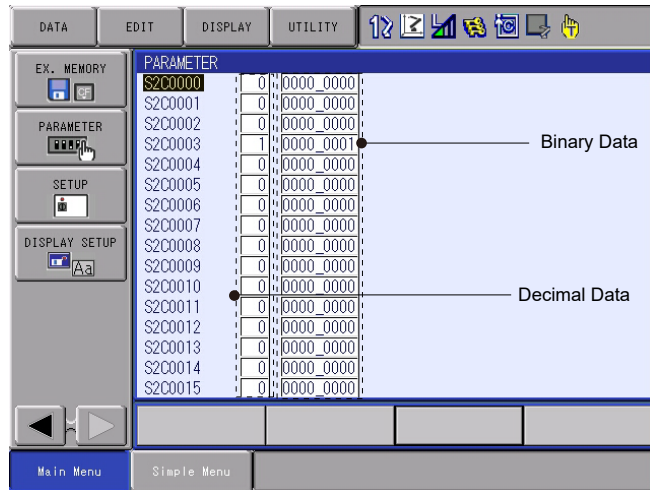 DATA EDIT DISPLAY UTILITY
EX. MEMORY
CF
PARAMETER
SETUP
DISPLAY SETUP
Aa
PARAMETER
S2C0000 0 0000_0000
S2C0001 0 0000_0000
S2C0002 0 0000_0000
S2C0003 1 0000_0001
S2C0004 0 0000_0000
S2C0005 0 0000_0000
S2C0006 0 0000_0000
S2C0007 0 0000_0000
S2C0008 0 0000_0000
S2C0009 0 0000_0000
S2C0010 0 0000_0000
S2C0011 0 0000_0000
S2C0012 0 0000_0000
S2C0013 0 0000_0000
S2C0014 0 0000_0000
S2C0015 0 0000_0000
Binary Data
Decimal Data
Main Menu Simple Menu